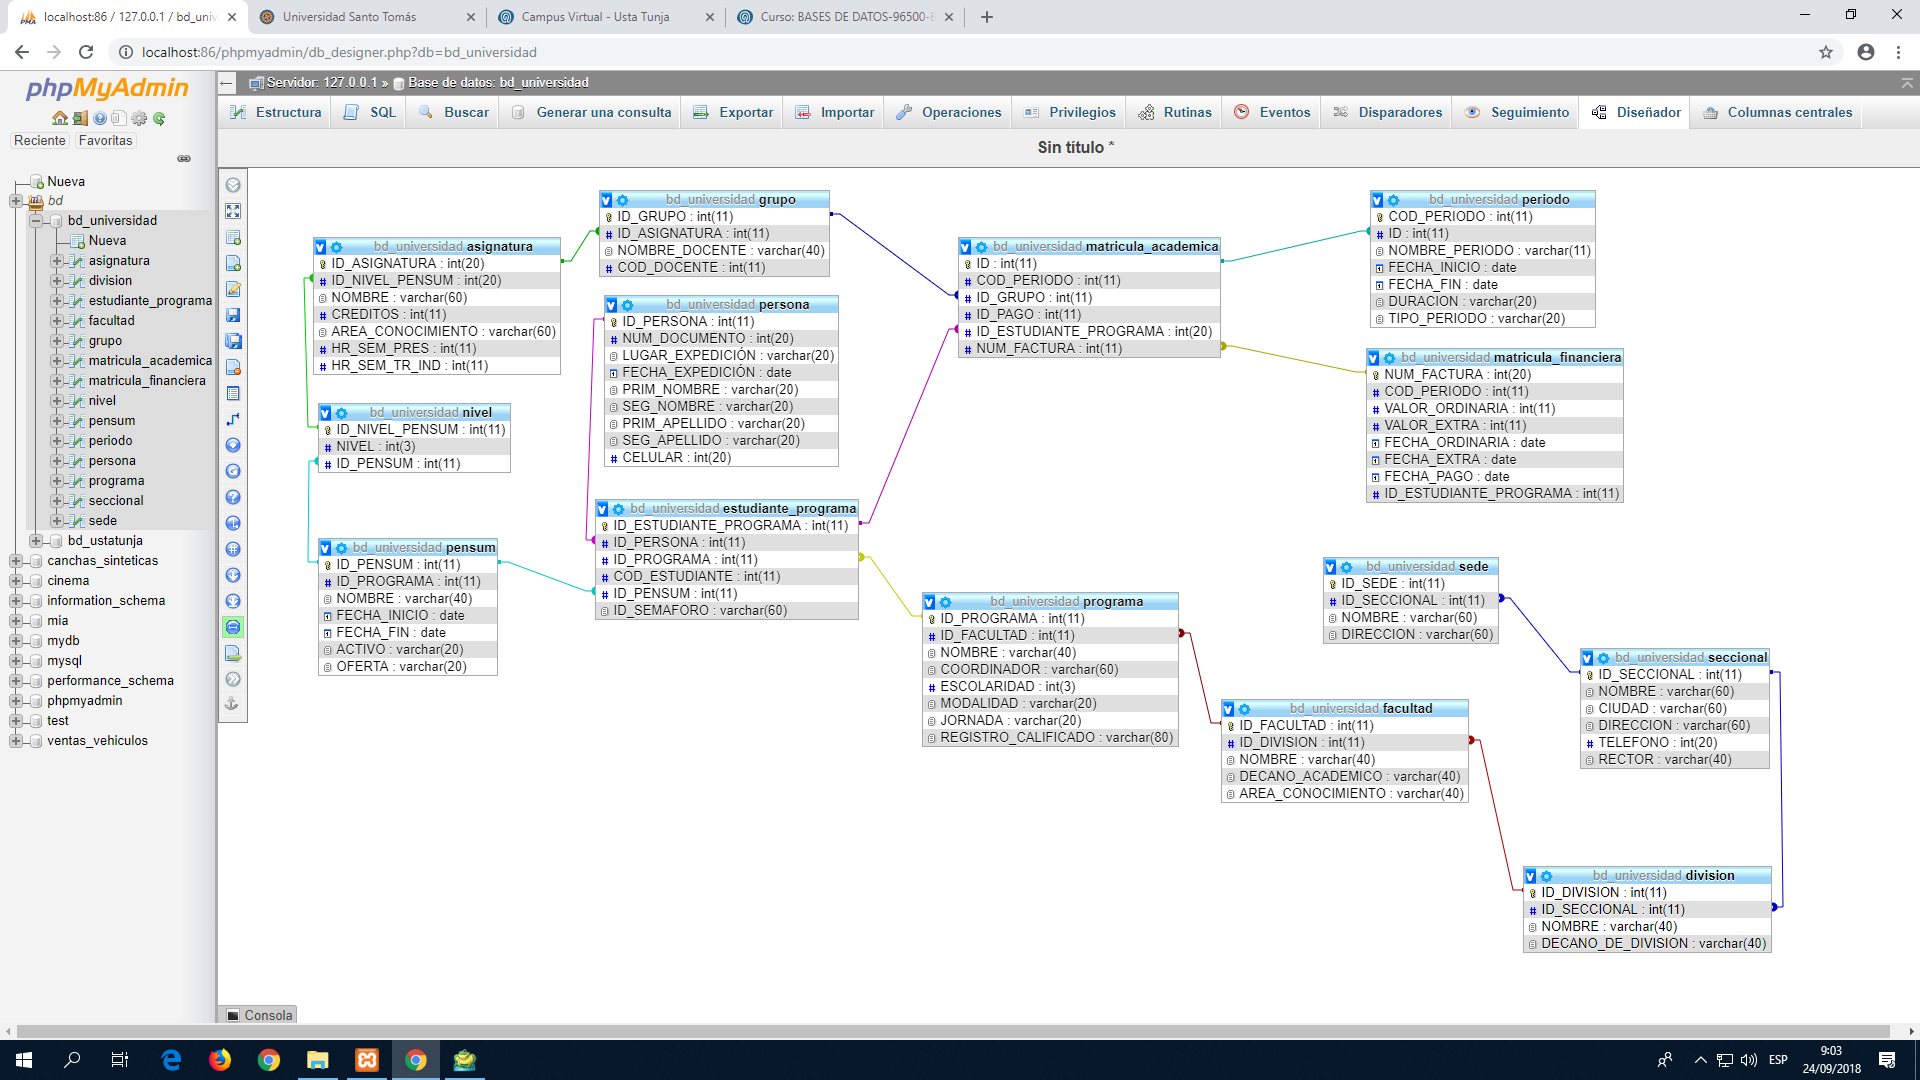 localhost:86 / 127.0.0.1 / bd_univ
Universidad Santo Tomás
Campus Virtual - Usta Tunja
Curso: BASES DE DATOS-96500-E
localhost:86/phpmyadmin/db_designer.php?db=bd_universidad
phpMyAdmin
Reciente
Favoritas
Nueva
bd
bd_universidad
Nueva
asignatura
division
estudiante_programa
facultad
grupo
matricula_academica
matricula_financiera
nivel
pensum
periodo
persona
programa
seccional
sede
bd_ustatunja
canchas_sinteticas
cinema
information_schema
mia
mydb
mysql
performance_schema
phpmyadmin
test
ventas_vehiculos
Servidor: 127.0.0.1 » Base de datos: bd_universidad
Estructura SQL Buscar Generar una consulta Exportar Importar Operaciones Privilegios Rutinas Eventos Disparadores Seguimiento Diseñador Columnas centrales
Sin título *
bd_universidad asignatura
ID_ASIGNATURA : int(20)
ID_NIVEL_PENSUM : int(20)
NOMBRE : varchar(60)
CREDITOS : int(11)
AREA_CONOCIMIENTO : varchar(60)
HR_SEM_PRES : int(11)
HR_SEM_TR_IND : int(11)
bd_universidad nivel
ID_NIVEL_PENSUM : int(11)
NIVEL : int(3)
ID_PENSUM : int(11)
bd_universidad pensum
ID_PENSUM : int(11)
ID_PROGRAMA : int(11)
NOMBRE : varchar(40)
FECHA_INICIO : date
FECHA_FIN : date
ACTIVO : varchar(20)
OFERTA : varchar(20)
bd_universidad grupo
ID_GRUPO : int(11)
ID_ASIGNATURA : int(11)
NOMBRE_DOCENTE : varchar(40)
COD_DOCENTE : int(11)
bd_universidad persona
ID_PERSONA : int(11)
NUM_DOCUMENTO : int(20)
LUGAR_EXPEDICIÓN : varchar(20)
FECHA_EXPEDICIÓN : date
PRIM_NOMBRE : varchar(20)
SEG_NOMBRE : varchar(20)
PRIM_APELLIDO : varchar(20)
SEG_APELLIDO : varchar(20)
CELULAR : int(20)
bd_universidad estudiante_programa
ID_ESTUDIANTE_PROGRAMA : int(11)
ID_PERSONA : int(11)
ID_PROGRAMA : int(11)
COD_ESTUDIANTE : int(11)
ID_PENSUM : int(11)
ID_SEMAFORO : varchar(60)
bd_universidad matricula_academica
ID : int(11)
COD_PERIODO : int(11)
ID_GRUPO : int(11)
ID_PAGO : int(11)
ID_ESTUDIANTE_PROGRAMA : int(20)
NUM_FACTURA : int(11)
bd_universidad periodo
COD_PERIODO : int(11)
ID : int(11)
NOMBRE_PERIODO : varchar(11)
FECHA_INICIO : date
FECHA_FIN : date
DURACION : varchar(20)
TIPO_PERIODO : varchar(20)
bd_universidad matricula_financiera
NUM_FACTURA : int(20)
COD_PERIODO : int(11)
VALOR_ORDINARIA : int(11)
VALOR_EXTRA : int(11)
FECHA_ORDINARIA : date
FECHA_EXTRA : date
FECHA_PAGO : date
ID_ESTUDIANTE_PROGRAMA : int(11)
bd_universidad programa
ID_PROGRAMA : int(11)
ID_FACULTAD : int(11)
NOMBRE : varchar(40)
COORDINADOR : varchar(60)
ESCOLARIDAD : int(3)
MODALIDAD : varchar(20)
JORNADA : varchar(20)
REGISTRO_CALIFICADO : varchar(80)
bd_universidad sede
ID_SEDE : int(11)
ID_SECCIONAL : int(11)
NOMBRE : varchar(60)
DIRECCION : varchar(60)
bd_universidad seccional
ID_SECCIONAL : int(11)
NOMBRE : varchar(60)
CIUDAD : varchar(60)
DIRECCION : varchar(60)
TELEFONO : int(20)
RECTOR : varchar(40)
bd_universidad facultad
ID_FACULTAD : int(11)
ID_DIVISION : int(11)
NOMBRE : varchar(40)
DECANO_ACADEMICO : varchar(40)
AREA_CONOCIMIENTO : varchar(40)
bd_universidad division
ID_DIVISION : int(11)
ID_SECCIONAL : int(11)
NOMBRE : varchar(40)
DECANO_DE_DIVISION : varchar(40)
Consola
ESP
9:03
24/09/2018